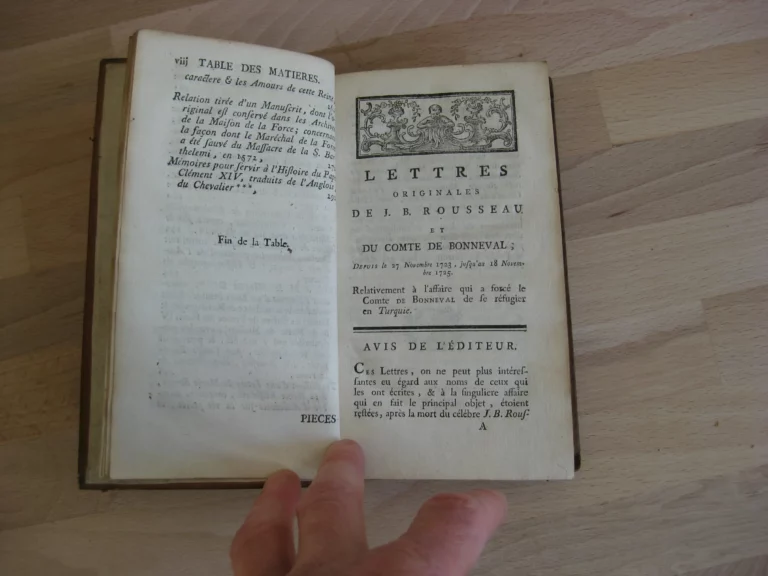 viij TABLE DES MATIERES.
caractere & les Amours de cette Reine,
Relation tirée d'un Manuscrit, dont l'o-
riginal est conservé dans les Archives
de la Maison de la Force; concernant
la façon dont le Maréchal de la Force
a été sauvé du Massacre de la S. Bar-
thelemi, en 1572,
Mémoires pour servir à l'Histoire du Pape
Clément XIV, traduits de l'Anglois
du Chevalier ***,
Fin de la Table.
PIECES
LETTRES
ORIGINALES
DE J. B. ROUSSEAU
ET
DU COMTE DE BONNEVAL;
Depuis le 27 Novembre 1723, jusqu'au 18 Novem-
bre 1725.
Relativement à l'affaire qui a forcé le
Comte DE BONNEVAL de se réfugier
en Turquie.
AVIS DE L'ÉDITEUR.
CES Lettres, on ne peut plus intéres-
santes eu égard aux noms de ceux qui
les ont écrites, & à la singuliere affaire
qui en fait le principal objet, étoient
restées, après la mort du célèbre J. B. Rous-
A